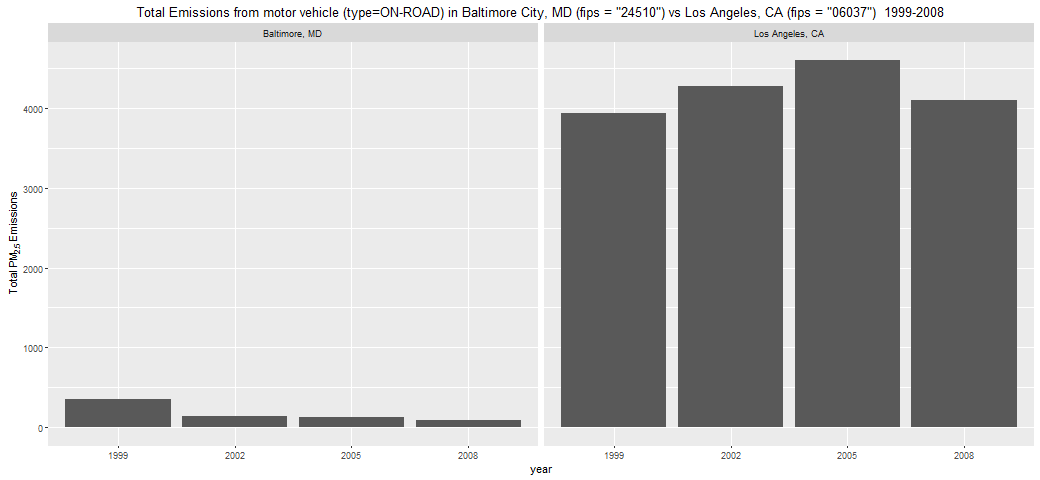 Total Emissions from motor vehicle (type=ON-ROAD) in Baltimore City, MD (fips = "24510") vs Los Angeles, CA (fips = "06037")  1999-2008
Baltimore, MD
Los Angeles, CA
Total PM2.5 Emissions
4000
3000
2000
1000
0
1999
2002
2005
2008
1999
2002
2005
2008
year